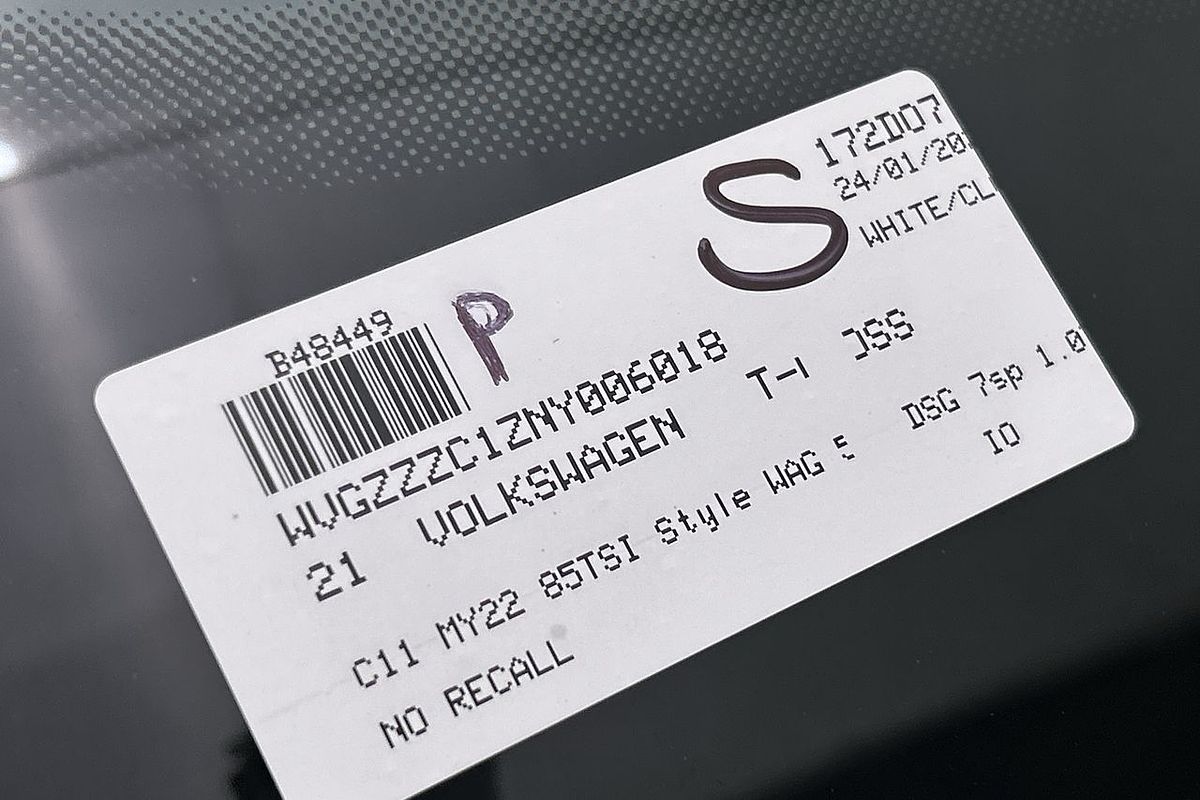 172D07
24/01/20
WHITE/CL
S
B48449
P
WVGZZZC1ZNY006018
21 VOLKSWAGEN
C11 MY22 85TSI Style WAG DSG 7sp 1.0
NO RECALL IO